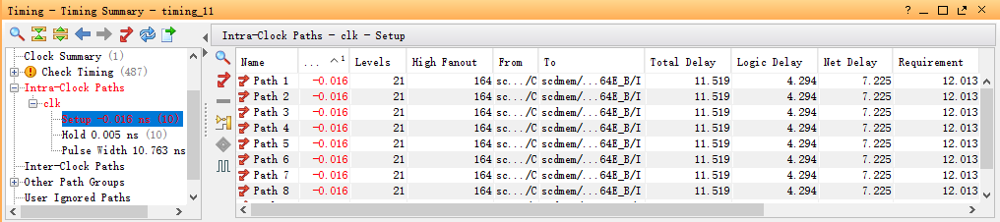 Timing - Timing Summary - timing_11
Clock Summary (1)
Check Timing (487)
Intra-Clock Paths
clk
Setup -0.016 ns (10)
Hold 0.005 ns (10)
Pulse Width 10.763 ns
Inter-Clock Paths
Other Path Groups
User Ignored Paths
Intra-Clock Paths - clk - Setup
Name ... 1 Levels High Fanout From To Total Delay Logic Delay Net Delay Requirement
Path 1 -0.016 21 164 sc.../C scdmem/...64E_B/I 11.519 4.294 7.225 12.013
Path 2 -0.016 21 164 sc.../C scdmem/...64E_B/I 11.519 4.294 7.225 12.013
Path 3 -0.016 21 164 sc.../C scdmem/...64E_B/I 11.519 4.294 7.225 12.013
Path 4 -0.016 21 164 sc.../C scdmem/...64E_B/I 11.519 4.294 7.225 12.013
Path 5 -0.016 21 164 sc.../C scdmem/...64E_B/I 11.519 4.294 7.225 12.013
Path 6 -0.016 21 164 sc.../C scdmem/...64E_B/I 11.519 4.294 7.225 12.013
Path 7 -0.016 21 164 sc.../C scdmem/...64E_B/I 11.519 4.294 7.225 12.013
Path 8 -0.016 21 164 sc.../C scdmem/...64E_B/I 11.519 4.294 7.225 12.013